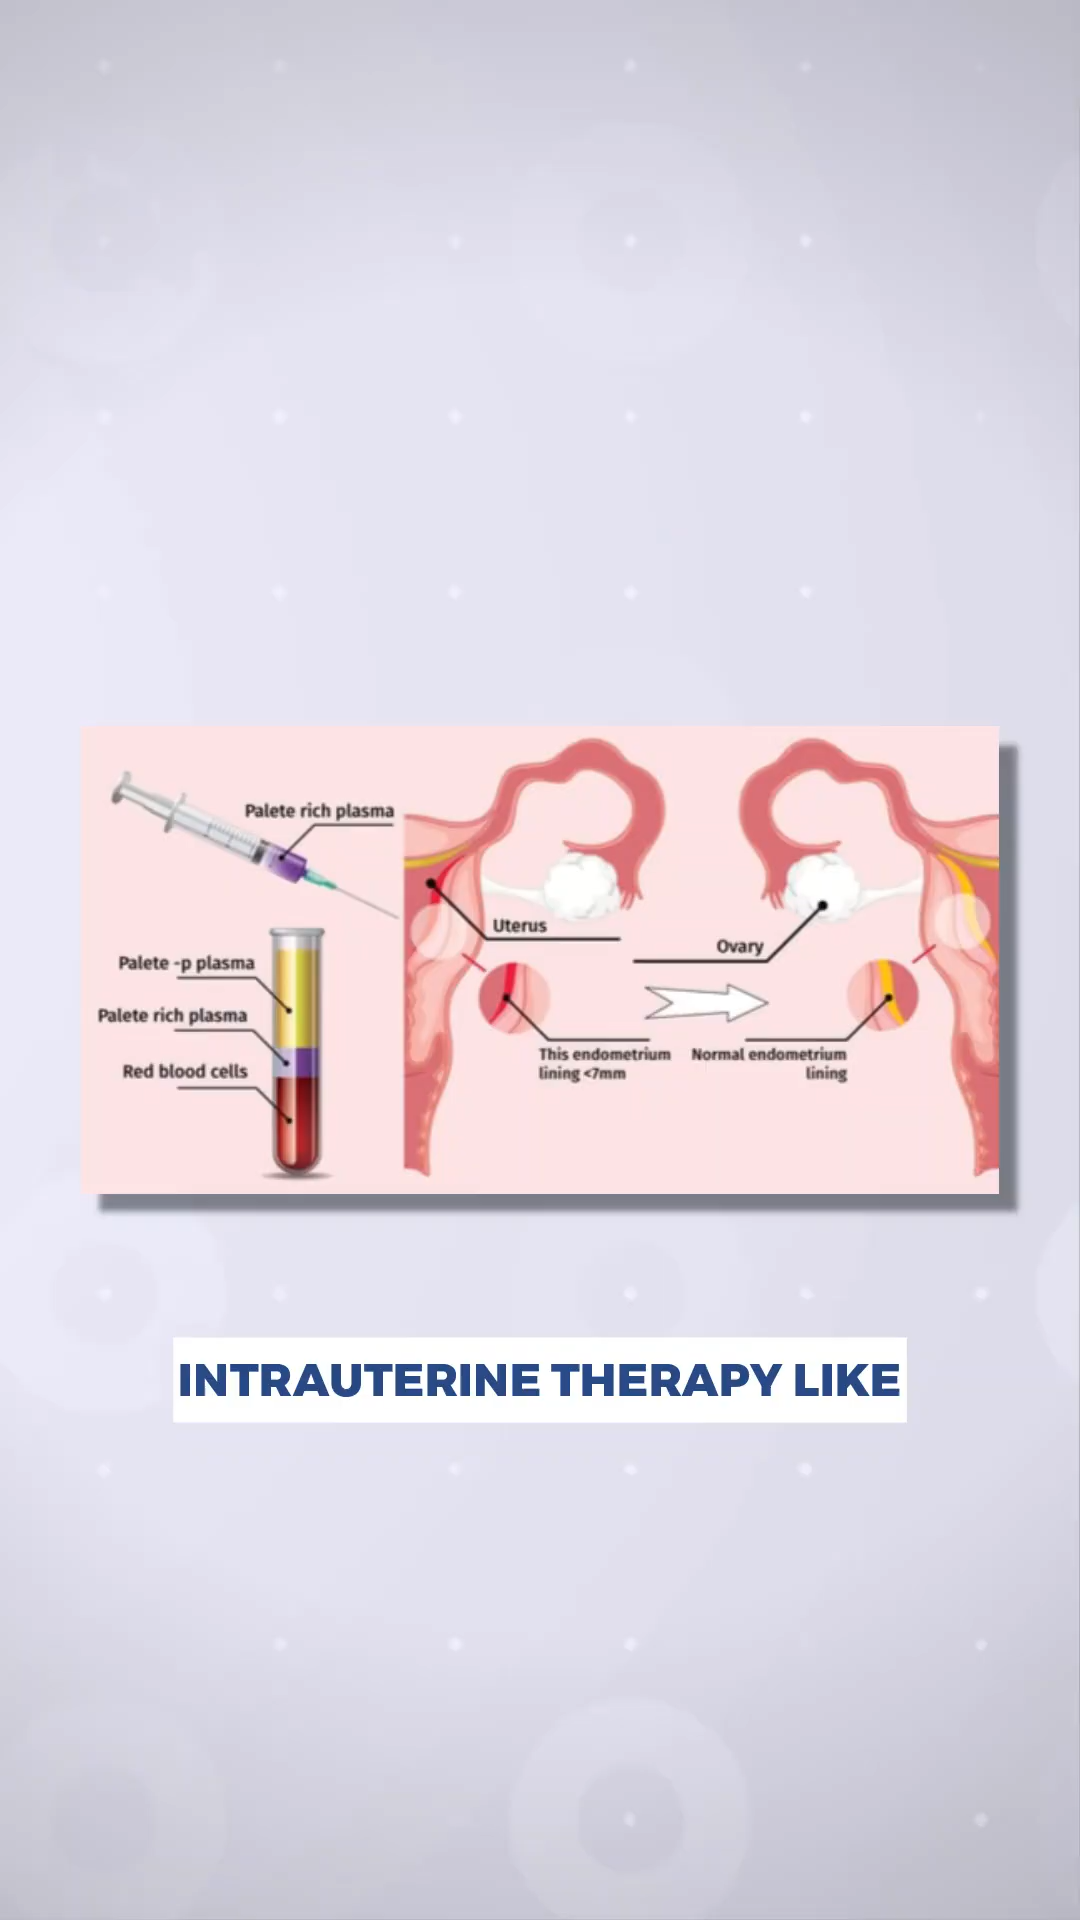 Palete rich plasma
Palete -p plasma
Palete rich plasma
Red blood cells
Uterus
Ovary
This endometrium
lining <7mm
Normal endometrium
lining
INTRAUTERINE THERAPY LIKE